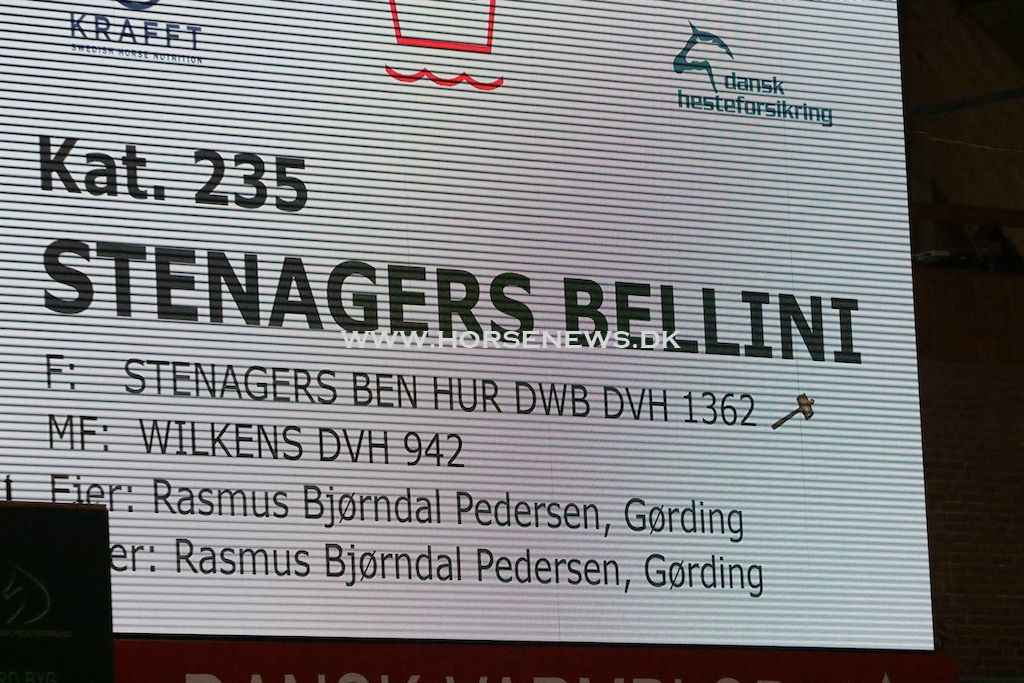 KRAFFT
SWEDISH HORSE NUTRITION
dansk
hesteforsikring
Kat. 235
STENAGERS BELLINI
WWW.HORSENEWS.DK
F: STENAGERS BEN HUR DWB DVH 1362
MF: WILKENS DVH 942
Ejer: Rasmus Bjørndal Pedersen, Gørding
er: Rasmus Bjørndal Pedersen, Gørding